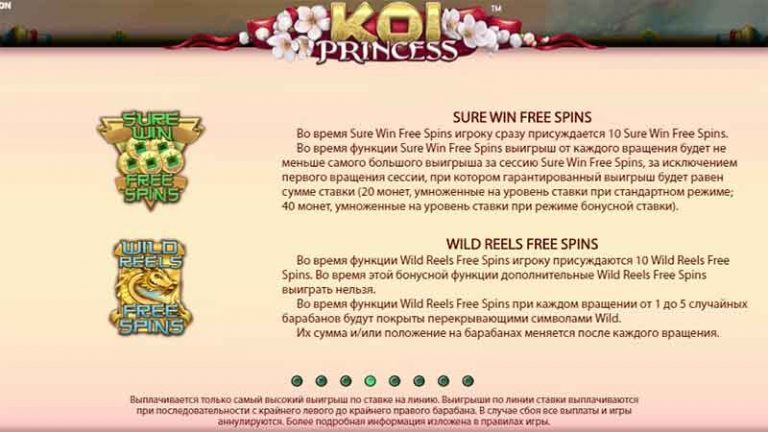 ON
KOI
PRINCESS
TM
SURE WIN FREE SPINS
SURE WIN FREE SPINS
Во время Sure Win Free Spins игроку сразу присуждается 10 Sure Win Free Spins.
Во время функции Sure Win Free Spins выигрыш от каждого вращения будет не
меньше самого большого выигрыша за сессию Sure Win Free Spins, за исключением
первого вращения сессии, при котором гарантированный выигрыш будет равен
сумме ставки (20 монет, умноженные на уровень ставки при стандартном режиме;
40 монет, умноженные на уровень ставки при режиме бонусной ставки).
WILD REELS FREE SPINS
WILD REELS FREE SPINS
Во время функции Wild Reels Free Spins игроку присуждаются 10 Wild Reels Free
Spins. Во время этой бонусной функции дополнительные Wild Reels Free Spins
выиграть нельзя.
Во время функции Wild Reels Free Spins при каждом вращении от 1 до 5 случайных
барабанов будут покрыты перекрывающими символами Wild.
Их сумма и/или положение на барабанах меняется после каждого вращения.
Выплачивается только самый высокий выигрыш по ставке на линию. Выигрыши по линии ставки выплачиваются
при последовательности с крайнего левого до крайнего правого барабана. В случае сбоя все выплаты и игры
аннулируются. Более подробная информация изложена в правилах игры.